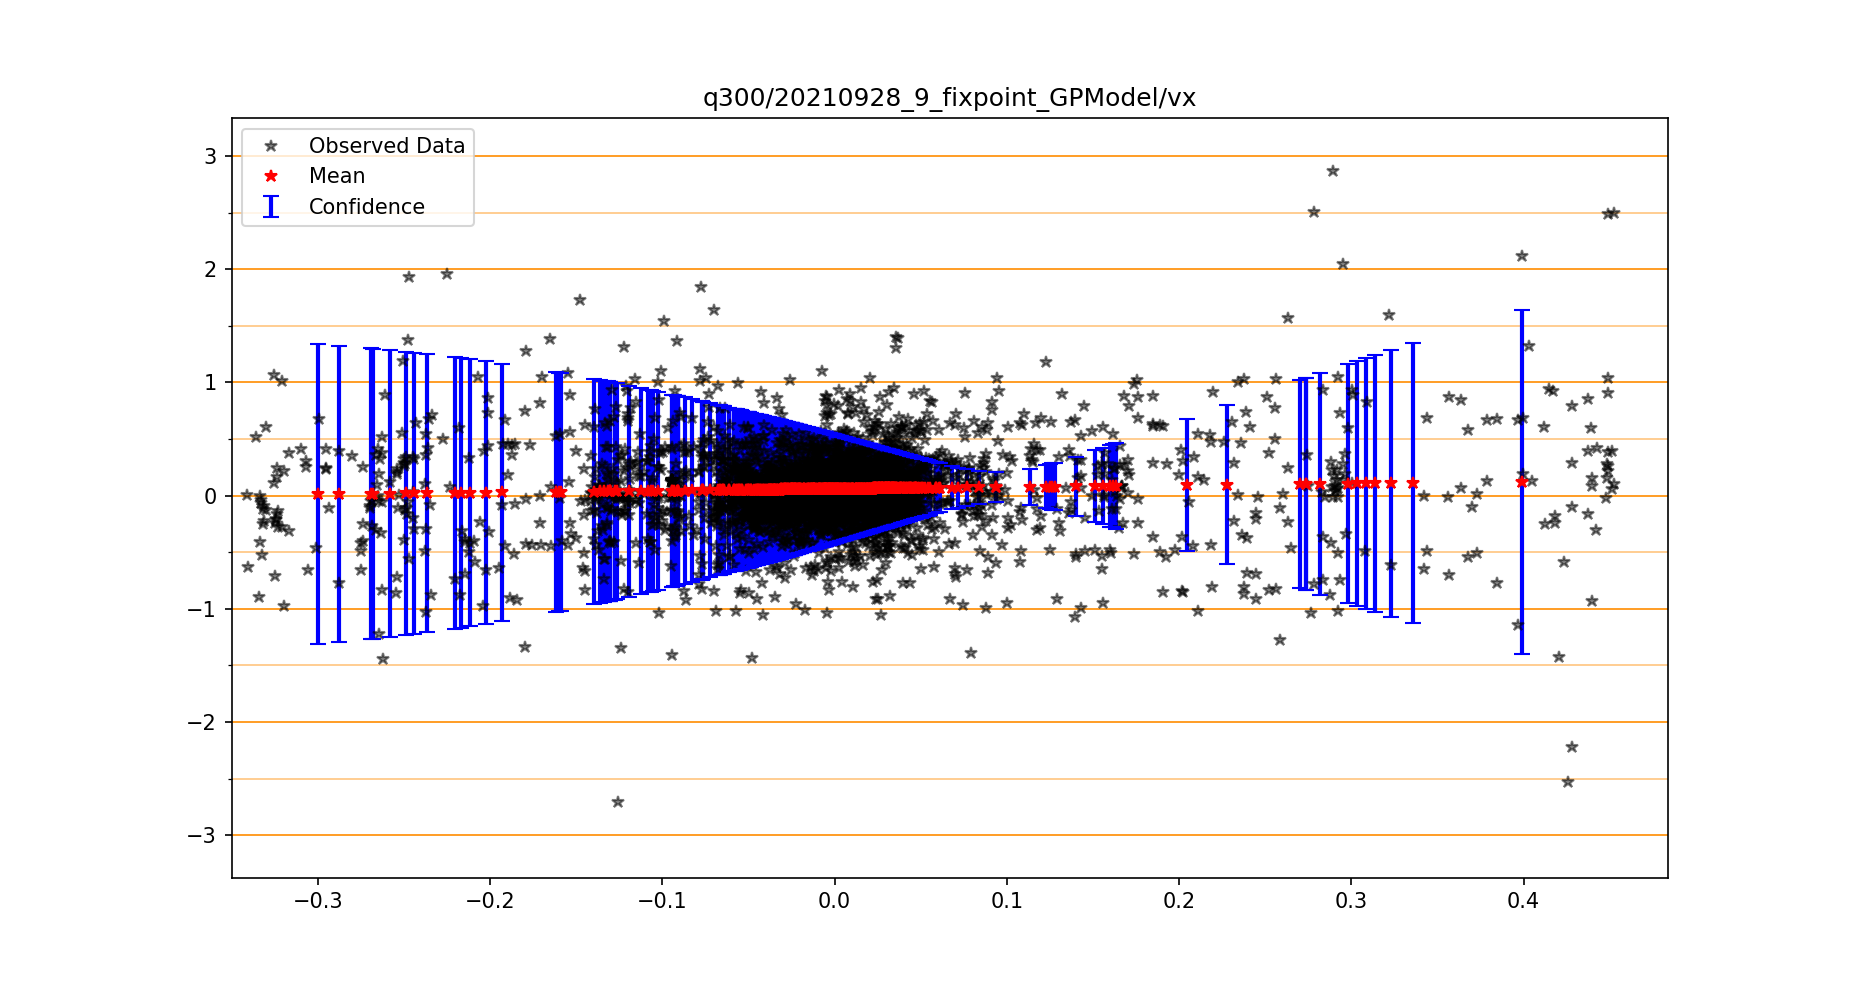 q300/20210928_9_fixpoint_GPModel/vx
Observed Data
Mean
Confidence
3
2
1
0
−1
−2
−3
−0.3 −0.2 −0.1 0.0 0.1 0.2 0.3 0.4